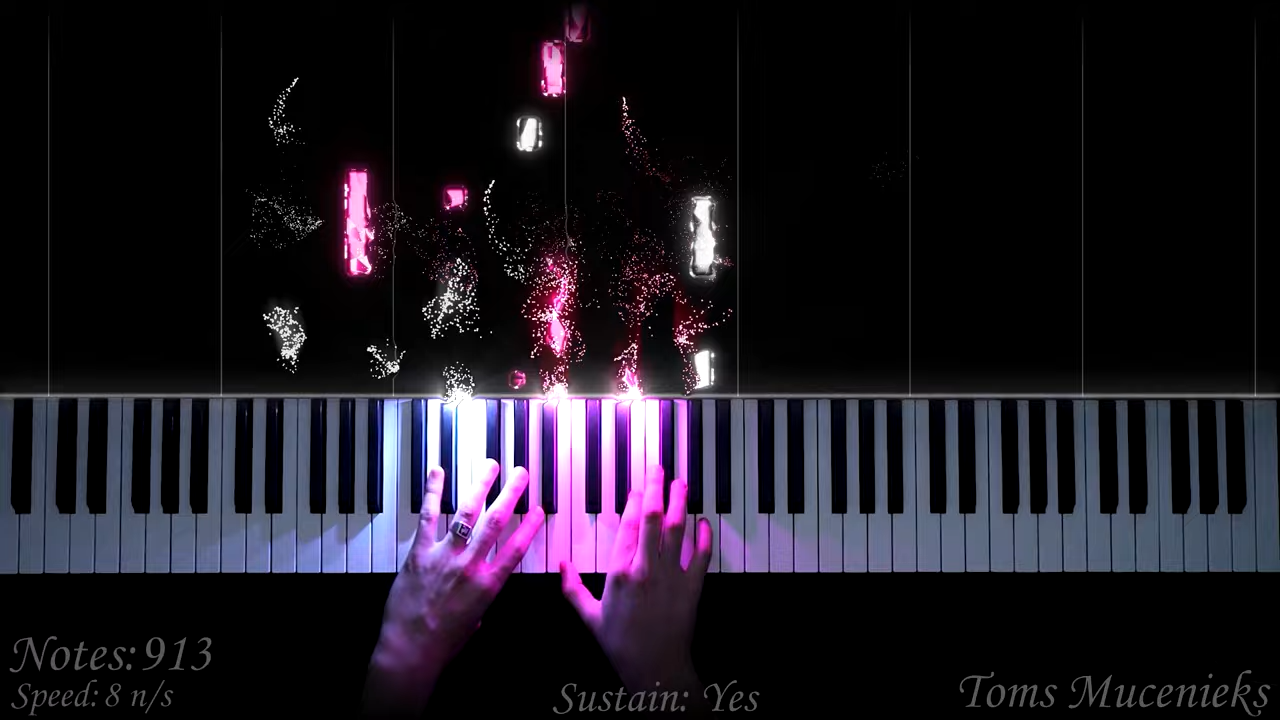 Notes: 913
Speed: 8 n/s
Sustain: Yes
Toms Mucenieks